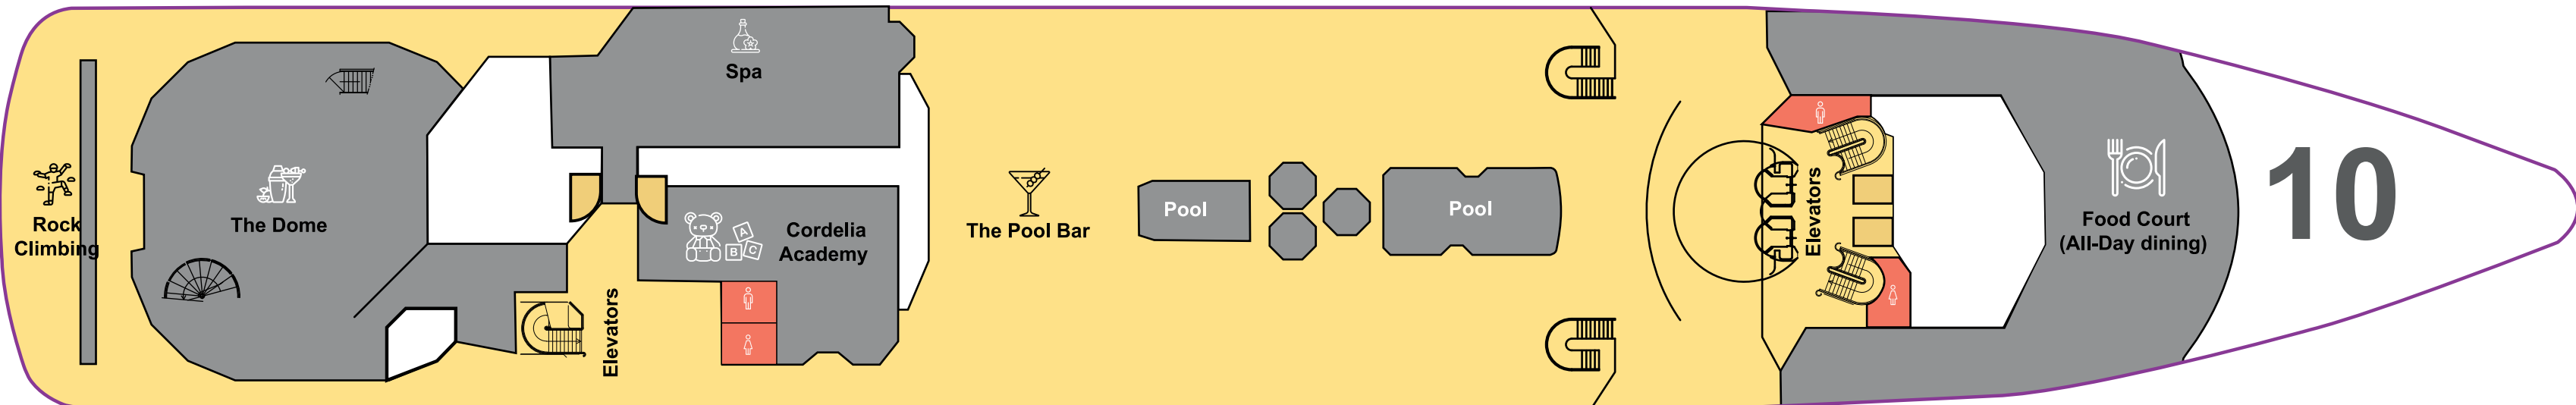 Rock
Climbing
The Dome
Spa
Elevators
A
B C
Cordelia
Academy
The Pool Bar
Pool
Pool
Elevators
Food Court
(All-Day dining)
10